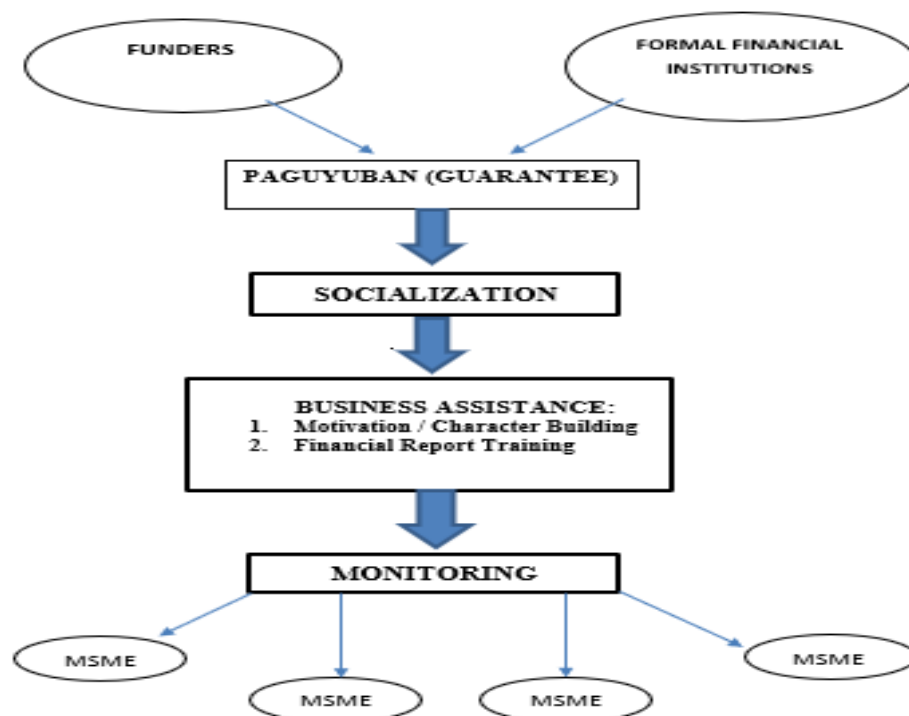 FUNDERS
FORMAL FINANCIAL
INSTITUTIONS
PAGUYUBAN (GUARANTEE)
SOCIALIZATION
BUSINESS ASSISTANCE:
1. Motivation / Character Building
2. Financial Report Training
MONITORING
MSME
MSME
MSME
MSME